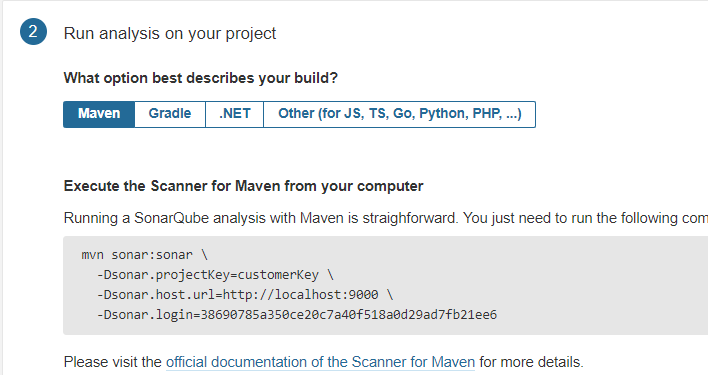 2 Run analysis on your project
What option best describes your build?
Maven Gradle .NET Other (for JS, TS, Go, Python, PHP, ...)
Execute the Scanner for Maven from your computer
Running a SonarQube analysis with Maven is straighforward. You just need to run the following com
mvn sonar:sonar \
-Dsonar.projectKey=customerKey \
-Dsonar.host.url=http://localhost:9000 \
-Dsonar.login=38690785a350ce20c7a40f518a0d29ad7fb21ee6
Please visit the official documentation of the Scanner for Maven for more details.